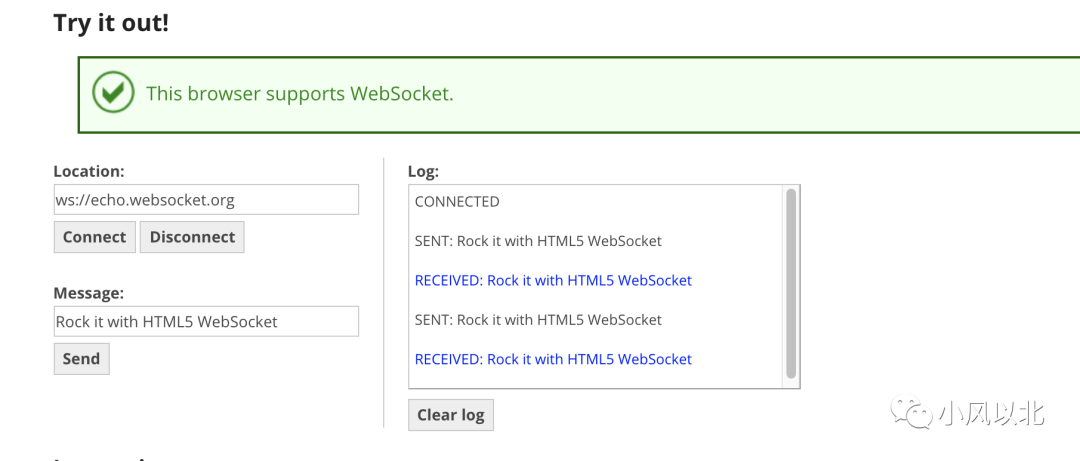 Try it out!
This browser supports WebSocket.
Location:
ws://echo.websocket.org
Connect
Disconnect
Message:
Rock it with HTML5 WebSocket
Send
Log:
CONNECTED
SENT: Rock it with HTML5 WebSocket
RECEIVED: Rock it with HTML5 WebSocket
SENT: Rock it with HTML5 WebSocket
RECEIVED: Rock it with HTML5 WebSocket
Clear log
小风以北